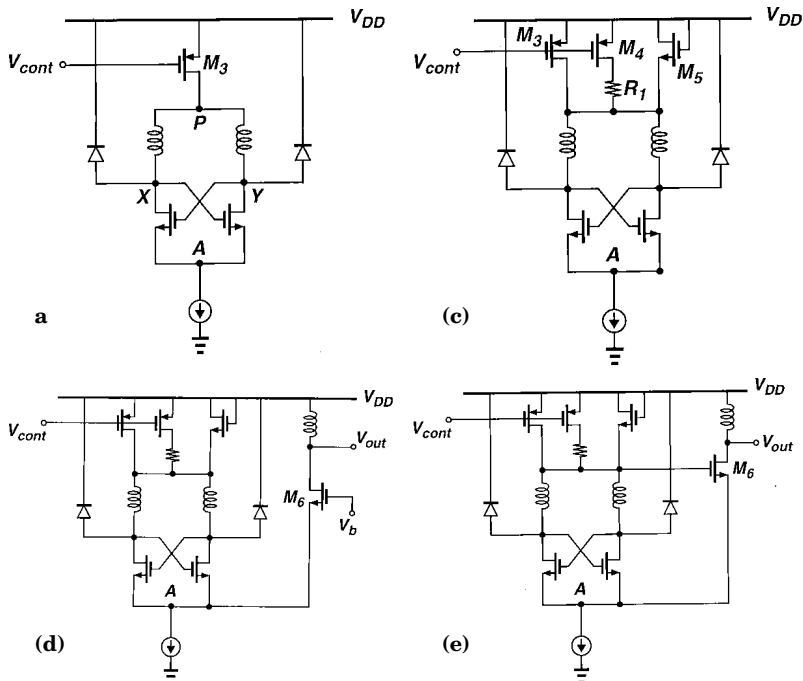 V_DD
V_cont
M_3
P
X
Y
A
a
V_DD
V_cont
M_3
M_4
M_5
R_1
A
(c)
V_DD
V_cont
V_out
M_6
V_b
A
(d)
V_DD
V_cont
V_out
M_6
A
(e)